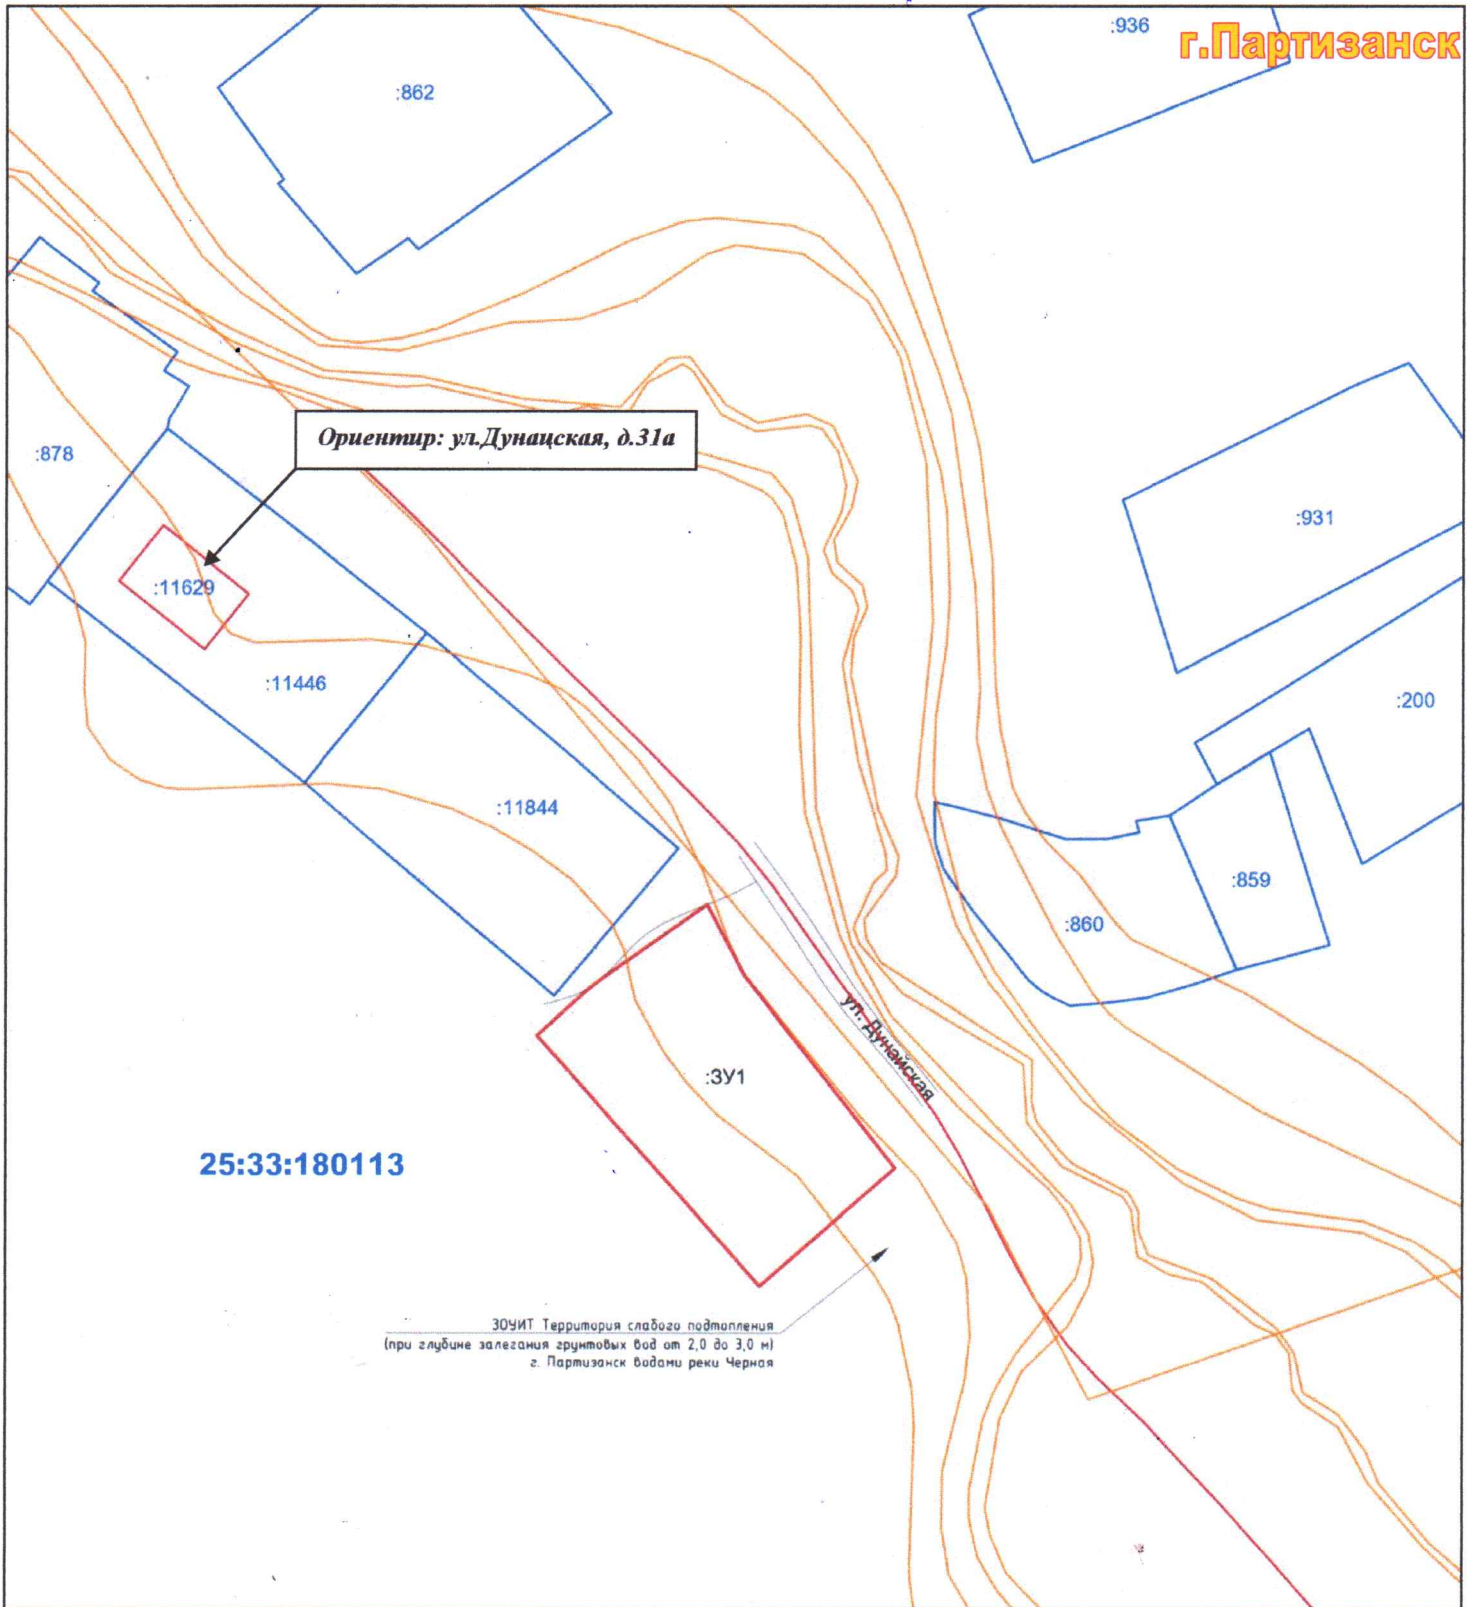 :936
г.Партизанск
:862
Ориентир: ул.Дунацская, д.31а
:878
:931
:11629
:11446
:200
:11844
:859
:860
ул. Дунайская
:ЗУ1
25:33:180113
ЗОУИТ Территория слабого подтопления
(при глубине залегания грунтовых вод от 2,0 до 3,0 м)
г. Партизанск водами реки Черная